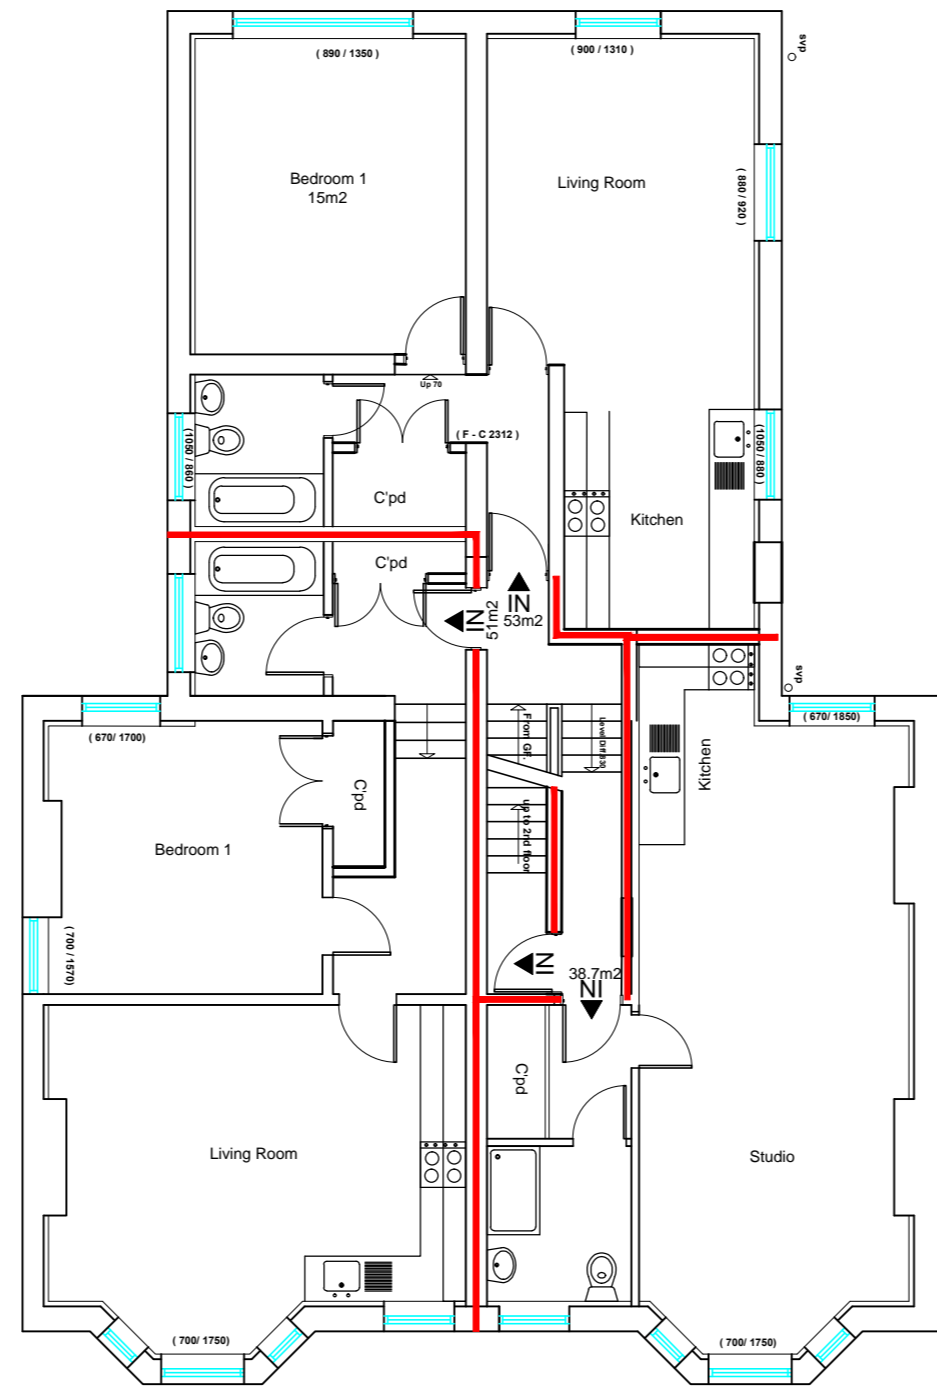 svp
( 890 / 1350 )
( 900 / 1310 )
Bedroom 1
15m2
Living Room
( 880 / 920 )
Up 70
( F - C 2312 )
(1050 / 860 )
(1050 / 880 )
C'pd
Kitchen
C'pd
IN
51m2
IN
53m2
svp
( 670/ 1700)
From GF.
Level Diff 830
( 670/ 1850)
Kitchen
C'pd
up to 2nd floor
Bedroom 1
( 700 / 1570)
IN
38.7m2
IN
C'pd
Living Room
Studio
( 700/ 1750)
( 700/ 1750)